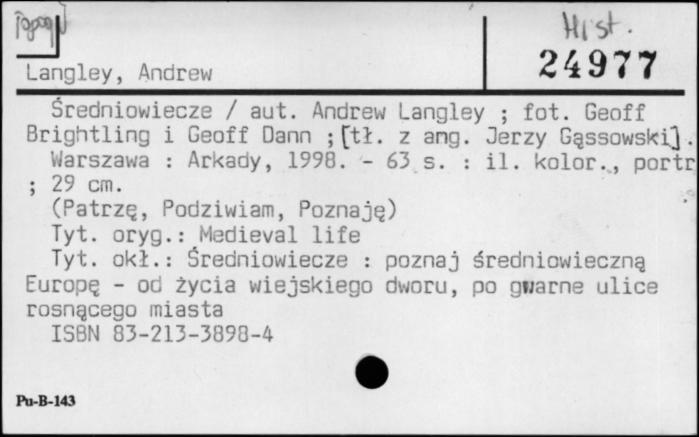 Hist.
24977
Langley, Andrew
Średniowiecze / aut. Andrew Langley ; fot. Geoff
Brightling i Geoff Dann ; [tł. z ang. Jerzy Gąssowski].
Warszawa : Arkady, 1998. - 63 s. : il. kolor., portr
; 29 cm.
(Patrzę, Podziwiam, Poznaję)
Tyt. oryg.: Medieval life
Tyt. okł.: Średniowiecze : poznaj średniowieczną
Europę - od życia wiejskiego dworu, po gwarne ulice
rosnącego miasta
ISBN 83-213-3898-4
Pu-B-143